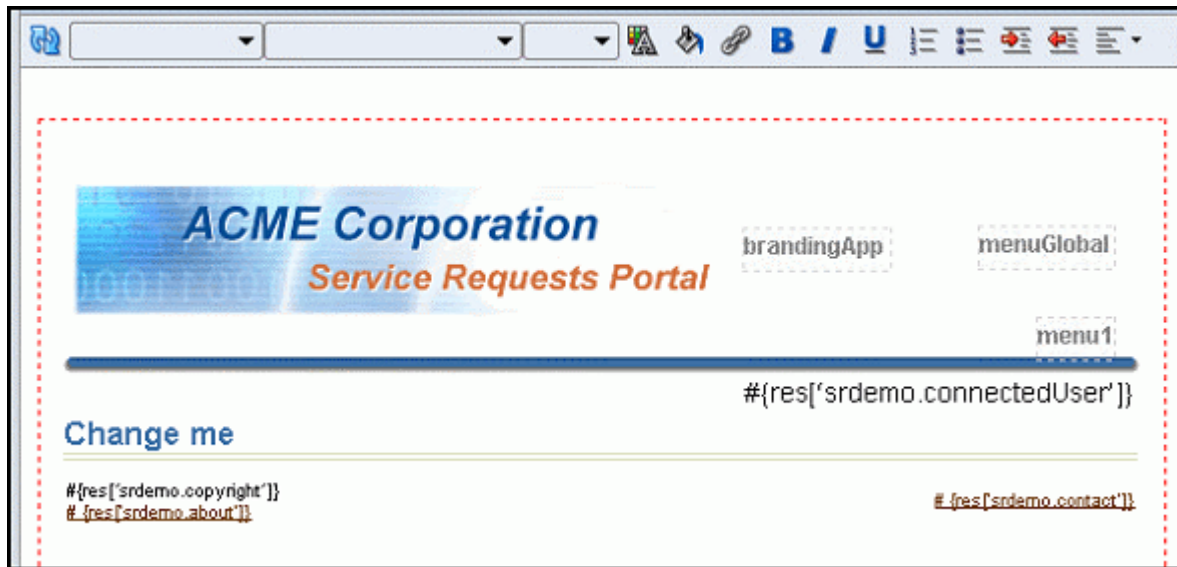 B I U
ACME Corporation
Service Requests Portal
brandingApp
menuGlobal
menu1
#{res['srdemo.connectedUser']}
Change me
#{res['srdemo.copyright']}
#{res['srdemo.about']}
#{res['srdemo.contact']}